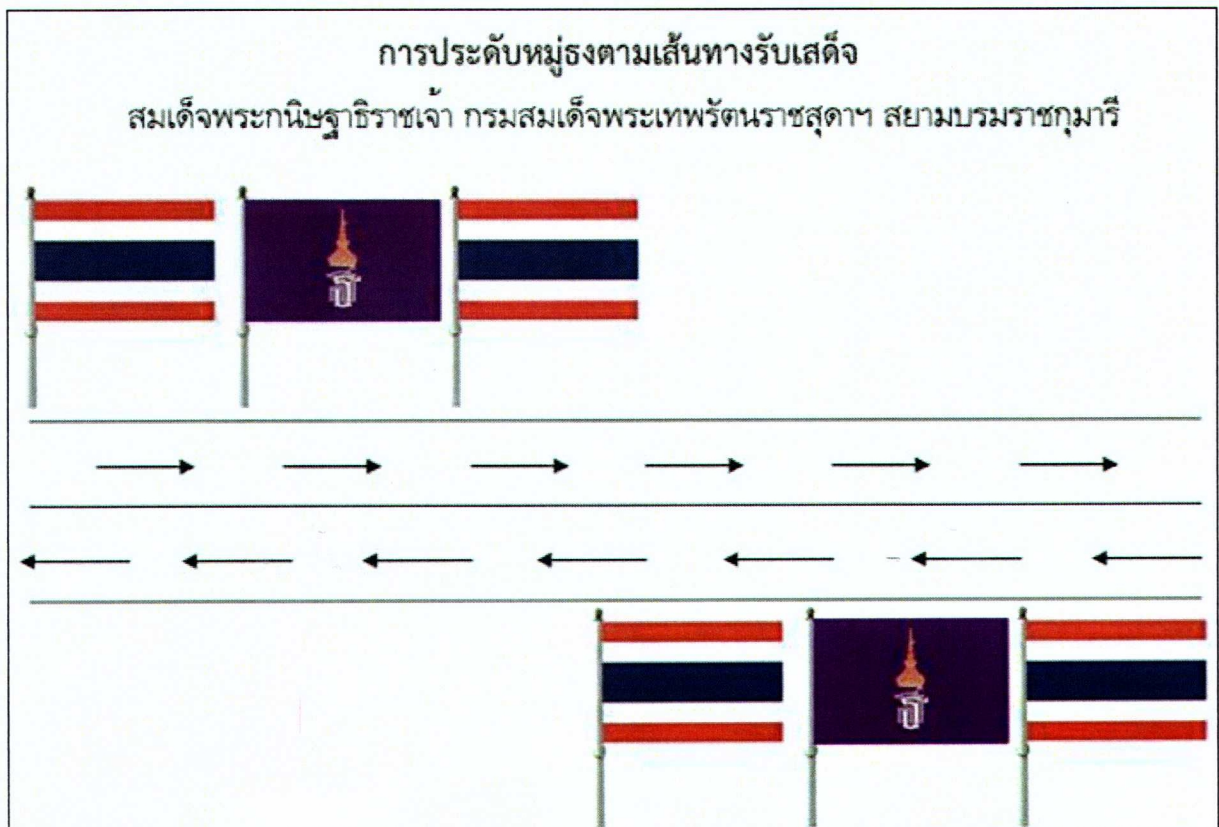 การประดับหมู่ธงตามเส้นทางรับเสด็จ
สมเด็จพระกนิษฐาธิราชเจ้า กรมสมเด็จพระเทพรัตนราชสุดาฯ สยามบรมราชกุมารี
ธ
ธ